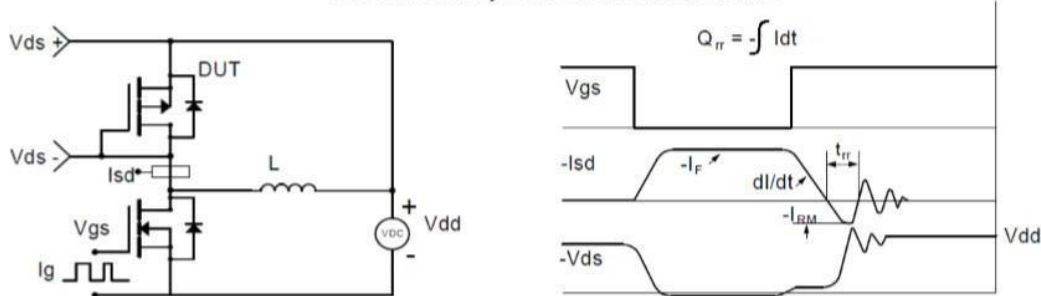 Vds +
DUT
Vds -
Isd
L
Vgs
Ig
+
VDC
-
Vdd
Qrr = -∫ Idt
Vgs
-Isd
-IF
dI/dt
trr
-IRM
Vdd
-Vds